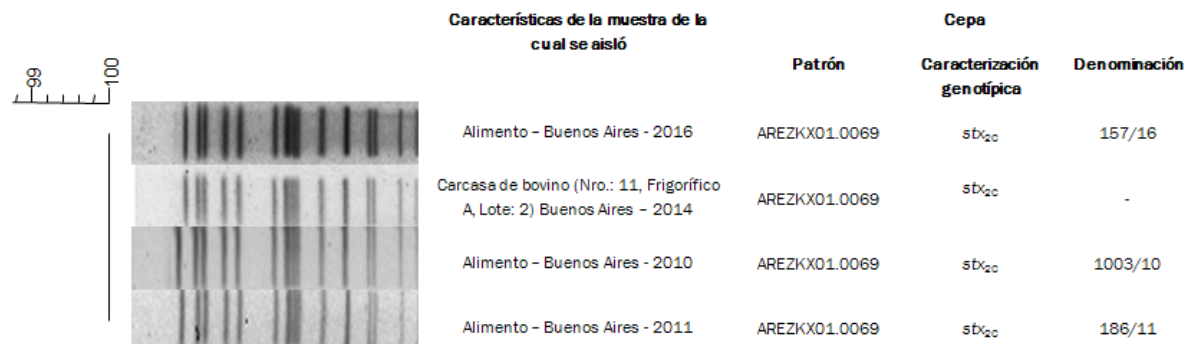 Características de la muestra de la
cual se aisló
Cepa
Patrón
Caracterización
genotípica
Denominación
99
100
Alimento – Buenos Aires - 2016
AREZKX01.0069
stx₂c
157/16
Carcasa de bovino (Nro.: 11, Frigorífico
A, Lote: 2) Buenos Aires – 2014
AREZKX01.0069
stx₂c
-
Alimento – Buenos Aires - 2010
AREZKX01.0069
stx₂c
1003/10
Alimento – Buenos Aires - 2011
AREZKX01.0069
stx₂c
186/11